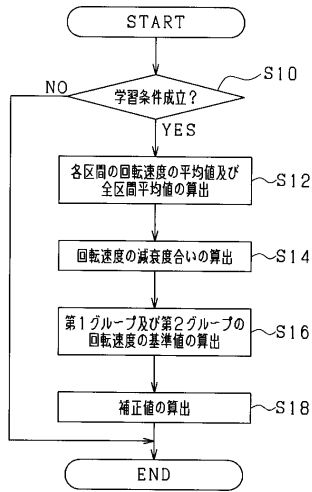 START
学習条件成立?
S10
NO
YES
各区間の回転速度の平均値及び
全区間平均値の算出
S12
回転速度の減衰度合いの算出
S14
第1グループ及び第2グループの
回転速度の基準値の算出
S16
補正値の算出
S18
END